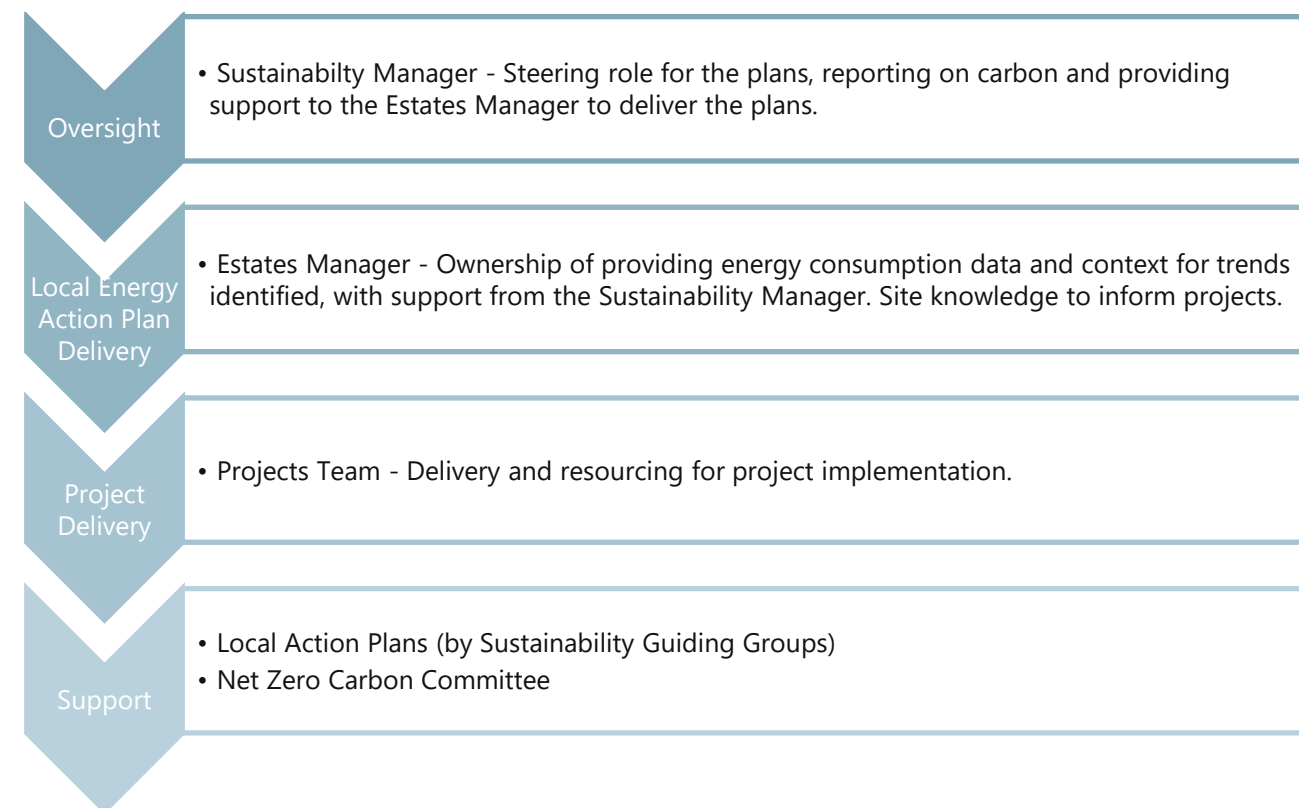 Oversight
• Sustainabilty Manager - Steering role for the plans, reporting on carbon and providing
support to the Estates Manager to deliver the plans.
Local Energy
Action Plan
Delivery
• Estates Manager - Ownership of providing energy consumption data and context for trends
identified, with support from the Sustainability Manager. Site knowledge to inform projects.
Project
Delivery
• Projects Team - Delivery and resourcing for project implementation.
Support
• Local Action Plans (by Sustainability Guiding Groups)
• Net Zero Carbon Committee